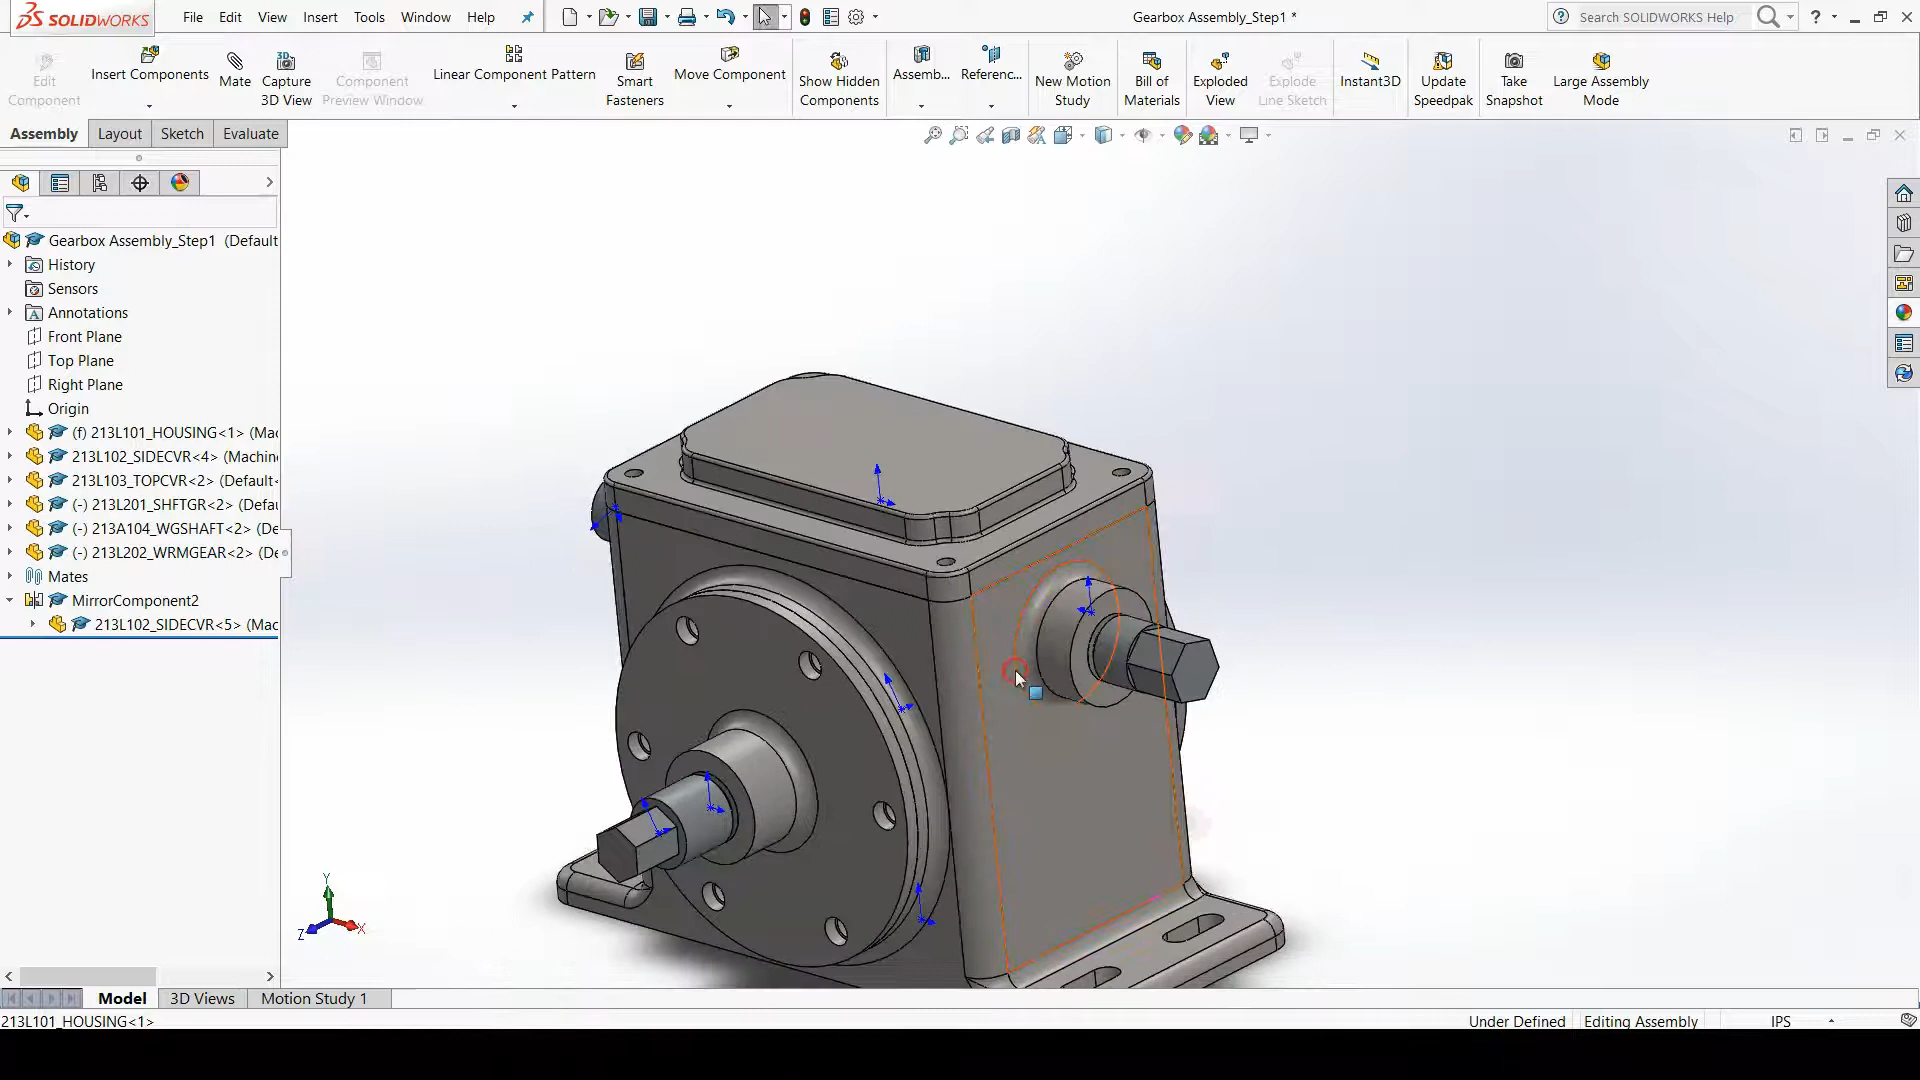 SOLIDWORKS File Edit View Insert Tools Window Help Gearbox Assembly_Step1 * Search SOLIDWORKS Help ?
Edit Component
Insert Components
Mate
Capture 3D View
Component Preview Window
Linear Component Pattern
Smart Fasteners
Move Component
Show Hidden Components
Assemb...
Referenc...
New Motion Study
Bill of Materials
Exploded View
Explode Line Sketch
Instant3D
Update Speedpak
Take Snapshot
Large Assembly Mode
Assembly Layout Sketch Evaluate
Gearbox Assembly_Step1 (Default
History
Sensors
Annotations
Front Plane
Top Plane
Right Plane
Origin
(f) 213L101_HOUSING<1> (Mac
213L102_SIDECVR<4> (Machin
213L103_TOPCVR<2> (Default<
(-) 213L201_SHFTGR<2> (Defau
(-) 213A104_WGSHAFT<2> (De
(-) 213L202_WRMGEAR<2> (De
Mates
MirrorComponent2
213L102_SIDECVR<5> (Mac
Y
Z
X
Model 3D Views Motion Study 1
213L101_HOUSING<1> Under Defined Editing Assembly IPS